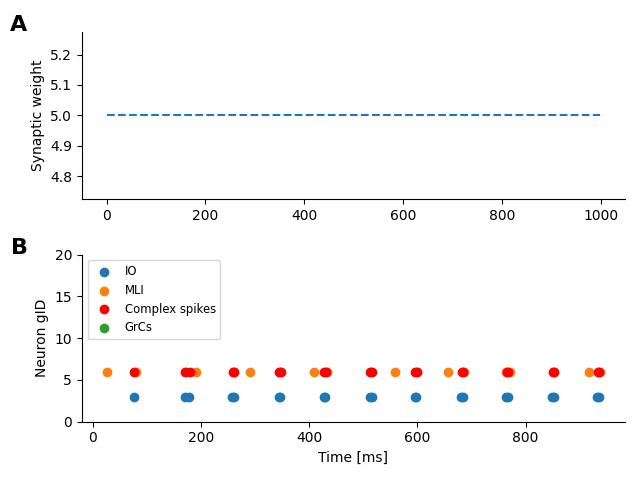 A
Synaptic weight
5.2
5.1
5.0
4.9
4.8
0 200 400 600 800 1000
B
Neuron gID
20
15
10
5
0
IO
MLI
Complex spikes
GrCs
0 200 400 600 800
Time [ms]